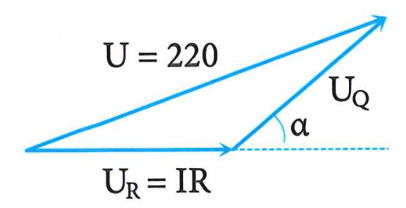 U = 220
U_Q
α
U_R = IR